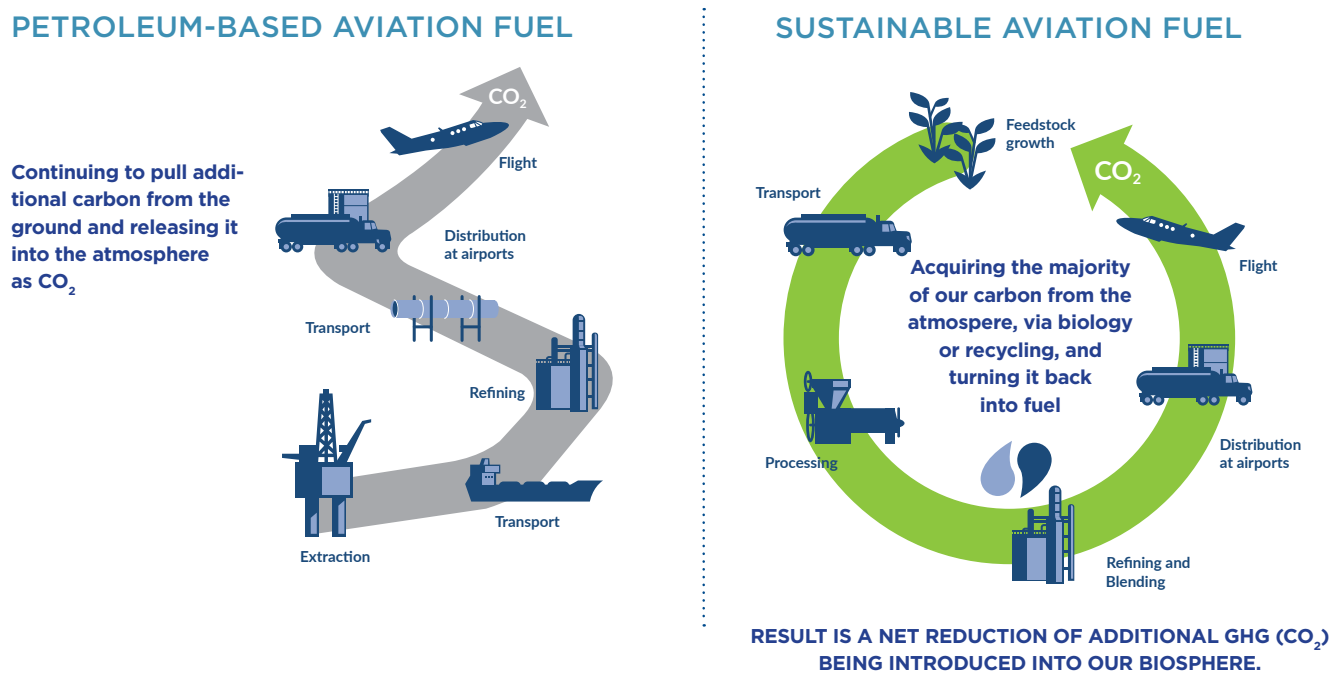 PETROLEUM-BASED AVIATION FUEL
Continuing to pull addi-
tional carbon from the
ground and releasing it
into the atmosphere
as CO₂
CO₂
Flight
Distribution
at airports
Transport
Refining
Transport
Extraction
SUSTAINABLE AVIATION FUEL
Feedstock
growth
CO₂
Transport
Flight
Acquiring the majority
of our carbon from the
atmospere, via biology
or recycling, and
turning it back
into fuel
Processing
Distribution
at airports
Refining and
Blending
RESULT IS A NET REDUCTION OF ADDITIONAL GHG (CO₂)
BEING INTRODUCED INTO OUR BIOSPHERE.